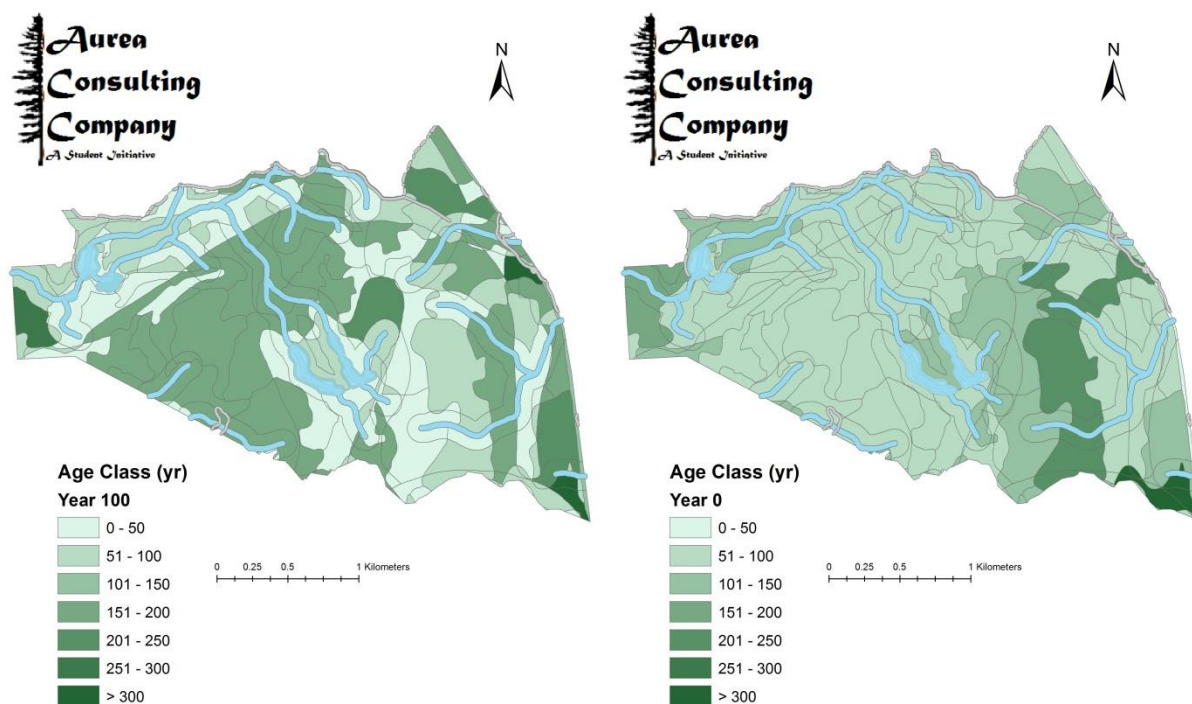 Aurea
Consulting
Company
A Student Initiative
N
Age Class (yr)
Year 100
0 - 50
51 - 100
101 - 150
151 - 200
201 - 250
251 - 300
> 300
0 0.25 0.5 1 Kilometers
Aurea
Consulting
Company
A Student Initiative
N
Age Class (yr)
Year 0
0 - 50
51 - 100
101 - 150
151 - 200
201 - 250
251 - 300
> 300
0 0.25 0.5 1 Kilometers